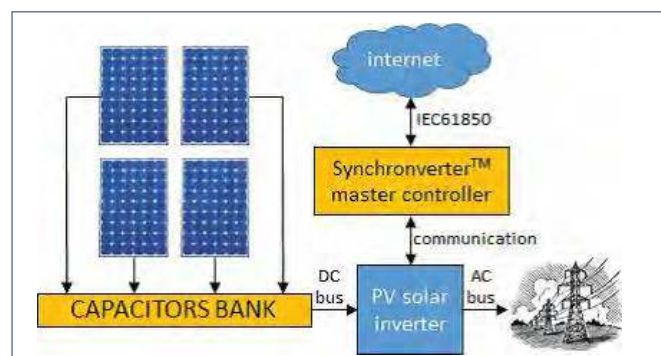 internet
IEC61850
Synchronverter™
master controller
communication
DC
bus
PV solar
inverter
AC
bus
CAPACITORS BANK